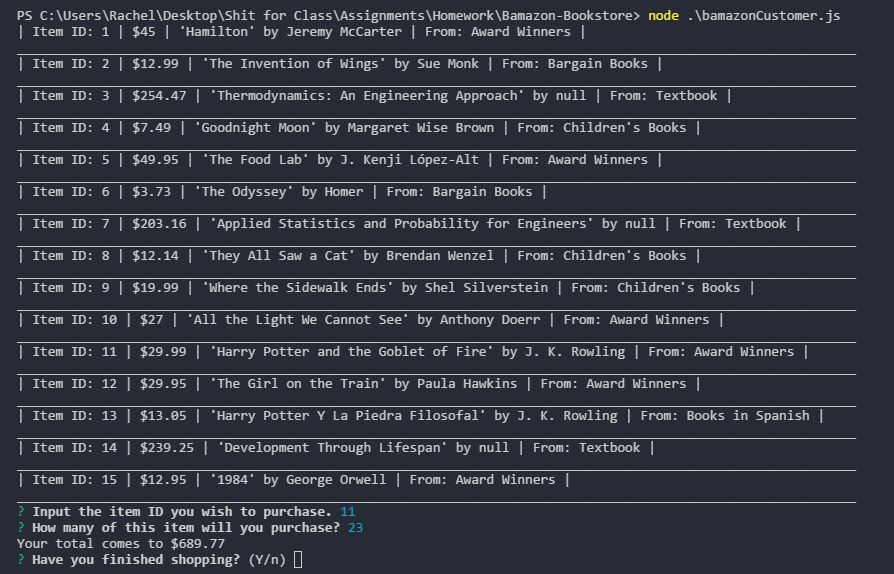 PS C:\Users\Rachel\Desktop\Shit for Class\Assignments\Homework\Bamazon-Bookstore> node .\bamazonCustomer.js
| Item ID: 1 | $45 | 'Hamilton' by Jeremy McCarter | From: Award Winners |
| Item ID: 2 | $12.99 | 'The Invention of Wings' by Sue Monk | From: Bargain Books |
| Item ID: 3 | $254.47 | 'Thermodynamics: An Engineering Approach' by null | From: Textbook |
| Item ID: 4 | $7.49 | 'Goodnight Moon' by Margaret Wise Brown | From: Children's Books |
| Item ID: 5 | $49.95 | 'The Food Lab' by J. Kenji López-Alt | From: Award Winners |
| Item ID: 6 | $3.73 | 'The Odyssey' by Homer | From: Bargain Books |
| Item ID: 7 | $203.16 | 'Applied Statistics and Probability for Engineers' by null | From: Textbook |
| Item ID: 8 | $12.14 | 'They All Saw a Cat' by Brendan Wenzel | From: Children's Books |
| Item ID: 9 | $19.99 | 'Where the Sidewalk Ends' by Shel Silverstein | From: Children's Books |
| Item ID: 10 | $27 | 'All the Light We Cannot See' by Anthony Doerr | From: Award Winners |
| Item ID: 11 | $29.99 | 'Harry Potter and the Goblet of Fire' by J. K. Rowling | From: Award Winners |
| Item ID: 12 | $29.95 | 'The Girl on the Train' by Paula Hawkins | From: Award Winners |
| Item ID: 13 | $13.05 | 'Harry Potter Y La Piedra Filosofal' by J. K. Rowling | From: Books in Spanish |
| Item ID: 14 | $239.25 | 'Development Through Lifespan' by null | From: Textbook |
| Item ID: 15 | $12.95 | '1984' by George Orwell | From: Award Winners |
? Input the item ID you wish to purchase. 11
? How many of this item will you purchase? 23
Your total comes to $689.77
? Have you finished shopping? (Y/n)